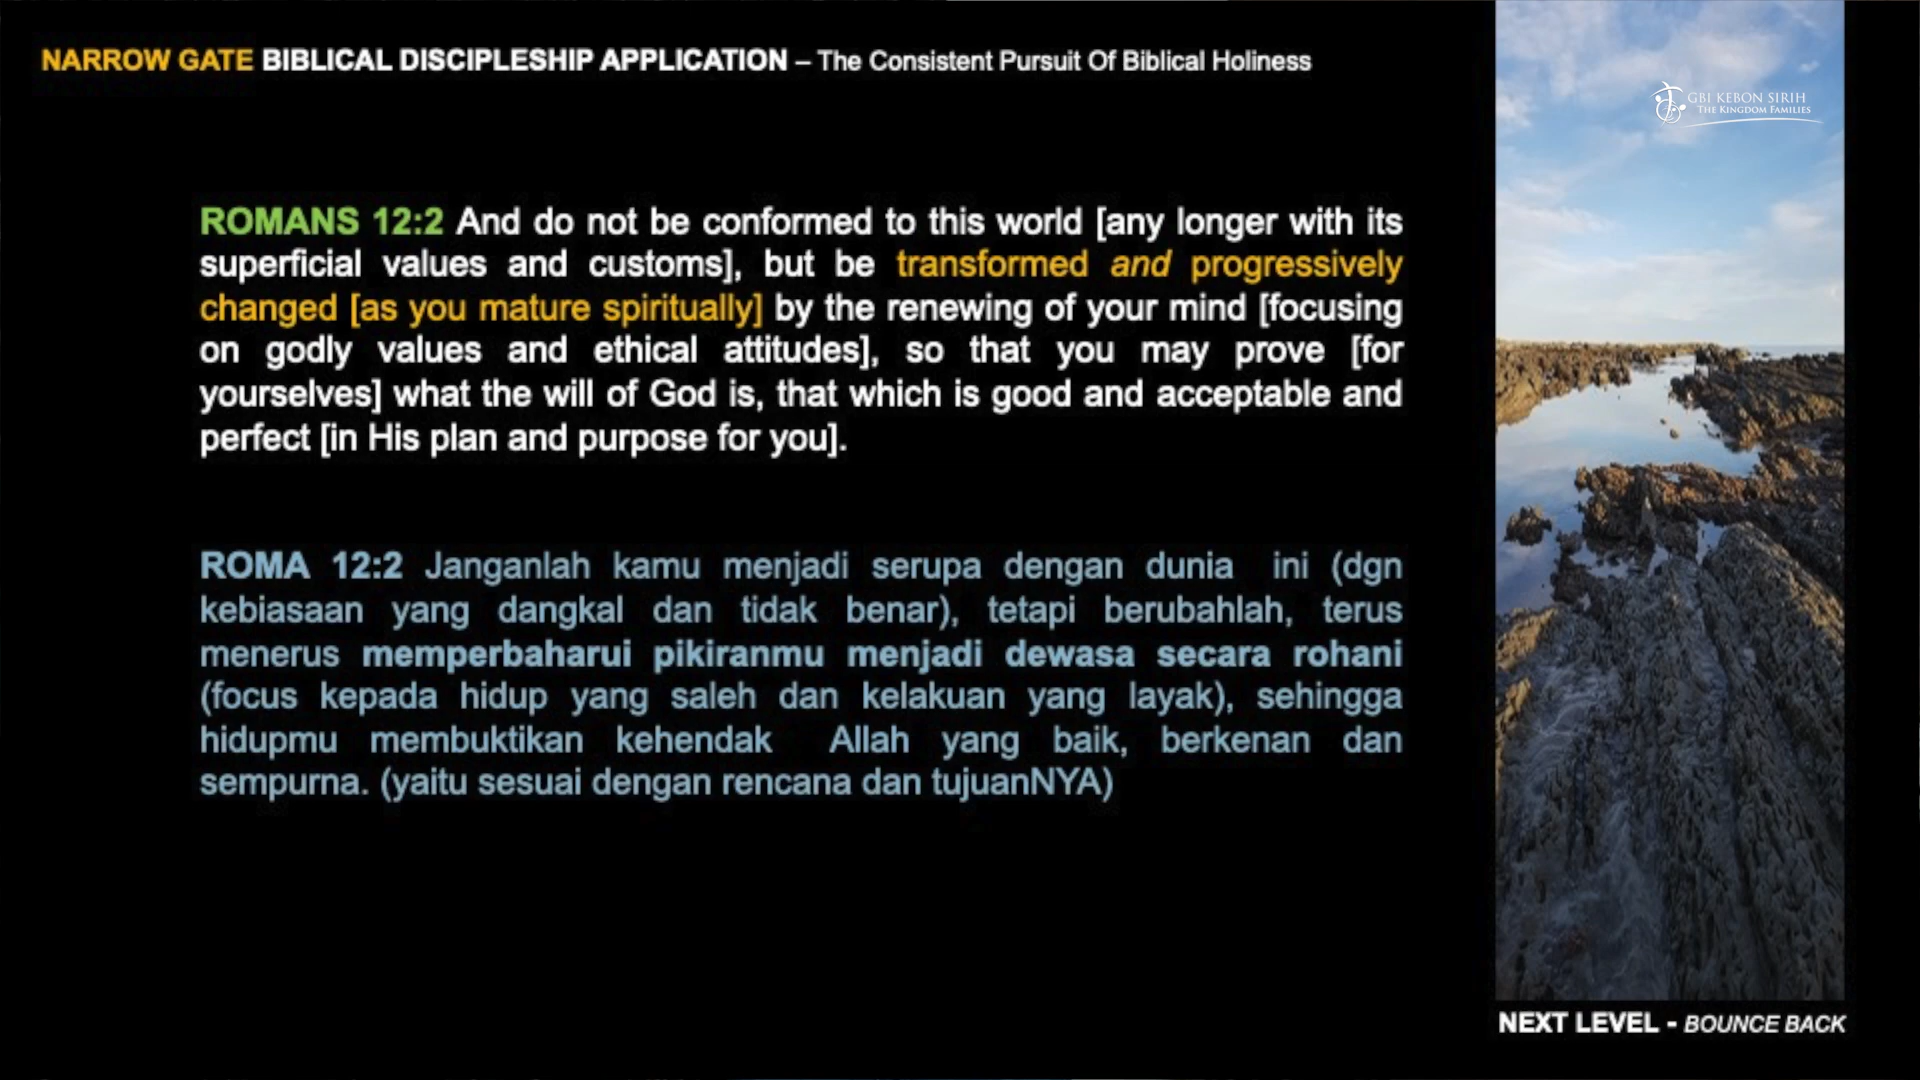 NARROW GATE BIBLICAL DISCIPLESHIP APPLICATION – The Consistent Pursuit Of Biblical Holiness
GBI KEBON SIRIH
THE KINGDOM FAMILIES
ROMANS 12:2 And do not be conformed to this world [any longer with its
superficial values and customs], but be transformed and progressively
changed [as you mature spiritually] by the renewing of your mind [focusing
on godly values and ethical attitudes], so that you may prove [for
yourselves] what the will of God is, that which is good and acceptable and
perfect [in His plan and purpose for you].
ROMA 12:2 Janganlah kamu menjadi serupa dengan dunia ini (dgn
kebiasaan yang dangkal dan tidak benar), tetapi berubahlah, terus
menerus memperbaharui pikiranmu menjadi dewasa secara rohani
(focus kepada hidup yang saleh dan kelakuan yang layak), sehingga
hidupmu membuktikan kehendak Allah yang baik, berkenan dan
sempurna. (yaitu sesuai dengan rencana dan tujuanNYA)
NEXT LEVEL - BOUNCE BACK